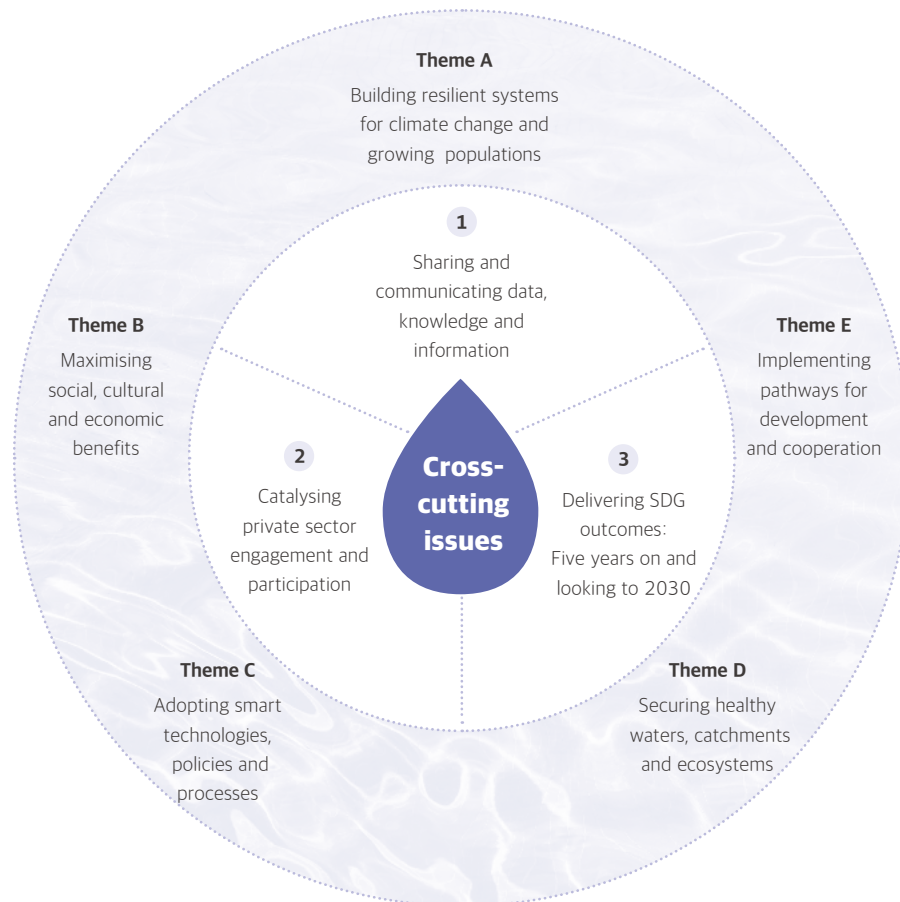 Theme A
Building resilient systems
for climate change and
growing populations
1
Sharing and
communicating data,
knowledge and
information
Theme B
Maximising
social, cultural
and economic
benefits
Theme E
Implementing
pathways for
development
and cooperation
2
Catalysing
private sector
engagement and
participation
Cross-
cutting
issues
3
Delivering SDG
outcomes:
Five years on and
looking to 2030
Theme C
Adopting smart
technologies,
policies and
processes
Theme D
Securing healthy
waters, catchments
and ecosystems